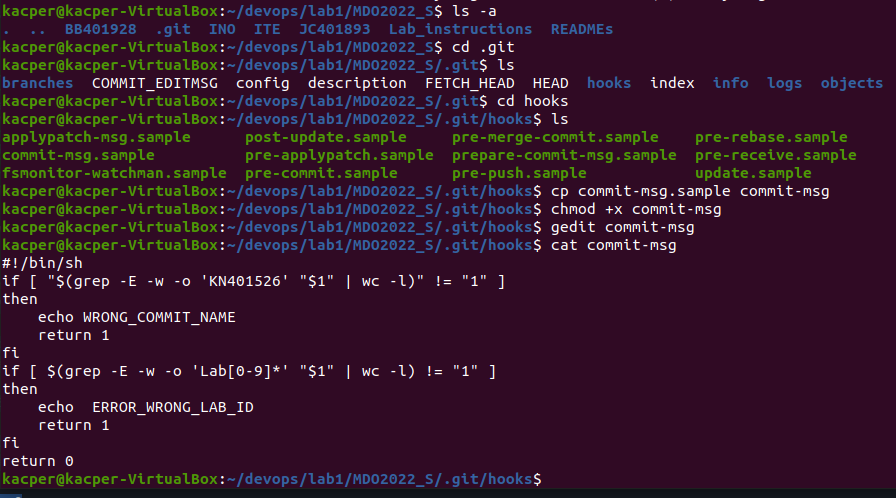 kacper@kacper-VirtualBox:~/devops/lab1/MDO2022_S$ ls -a
.  ..  BB401928  .git  INO  ITE  JC401893  Lab_instructions  READMEs
kacper@kacper-VirtualBox:~/devops/lab1/MDO2022_S$ cd .git
kacper@kacper-VirtualBox:~/devops/lab1/MDO2022_S/.git$ ls
branches  COMMIT_EDITMSG  config  description  FETCH_HEAD  HEAD  hooks  index  info  logs  objects
kacper@kacper-VirtualBox:~/devops/lab1/MDO2022_S/.git$ cd hooks
kacper@kacper-VirtualBox:~/devops/lab1/MDO2022_S/.git/hooks$ ls
applypatch-msg.sample      post-update.sample     pre-merge-commit.sample    pre-rebase.sample
commit-msg.sample          pre-applypatch.sample  prepare-commit-msg.sample  pre-receive.sample
fsmonitor-watchman.sample  pre-commit.sample      pre-push.sample            update.sample
kacper@kacper-VirtualBox:~/devops/lab1/MDO2022_S/.git/hooks$ cp commit-msg.sample commit-msg
kacper@kacper-VirtualBox:~/devops/lab1/MDO2022_S/.git/hooks$ chmod +x commit-msg
kacper@kacper-VirtualBox:~/devops/lab1/MDO2022_S/.git/hooks$ gedit commit-msg
kacper@kacper-VirtualBox:~/devops/lab1/MDO2022_S/.git/hooks$ cat commit-msg
#!/bin/sh
if [ "$(grep -E -w -o 'KN401526' "$1" | wc -l)" != "1" ]
then
    echo WRONG_COMMIT_NAME
    return 1
fi
if [ $(grep -E -w -o 'Lab[0-9]*' "$1" | wc -l) != "1" ]
then
    echo  ERROR_WRONG_LAB_ID
    return 1
fi
return 0
kacper@kacper-VirtualBox:~/devops/lab1/MDO2022_S/.git/hooks$